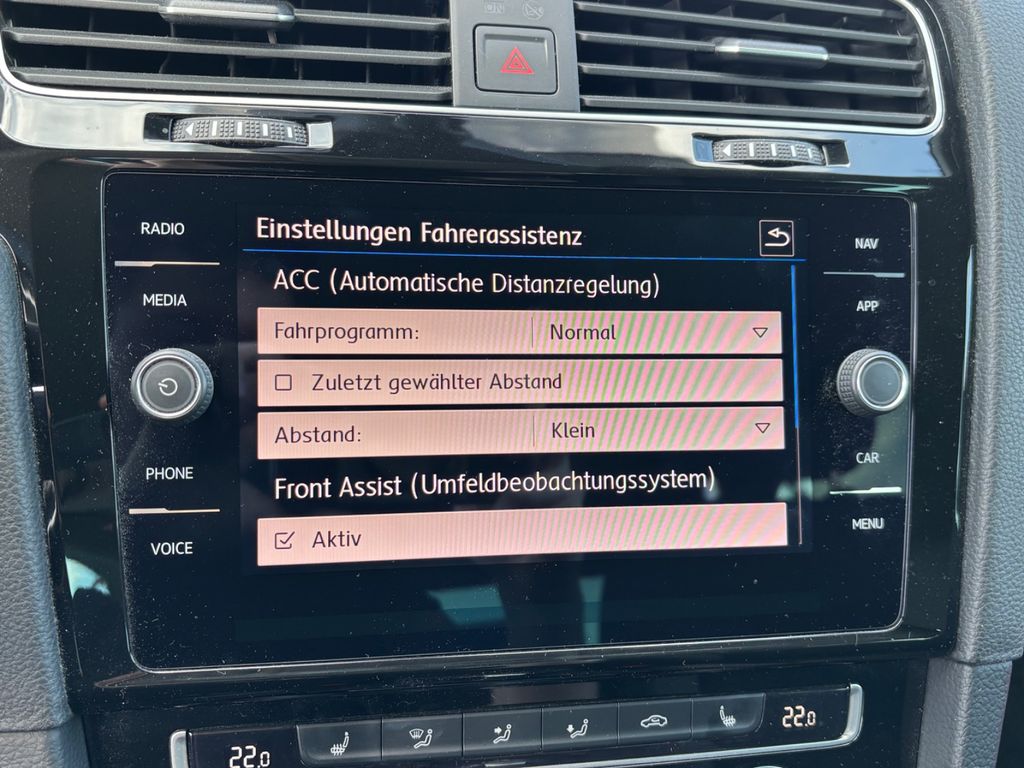 ON
RADIO
MEDIA
PHONE
VOICE
Einstellungen Fahrerassistenz
ACC (Automatische Distanzregelung)
Fahrprogramm: Normal
Zuletzt gewählter Abstand
Abstand: Klein
Front Assist (Umfeldbeobachtungssystem)
Aktiv
NAV
APP
CAR
MENU
22.0
22.0